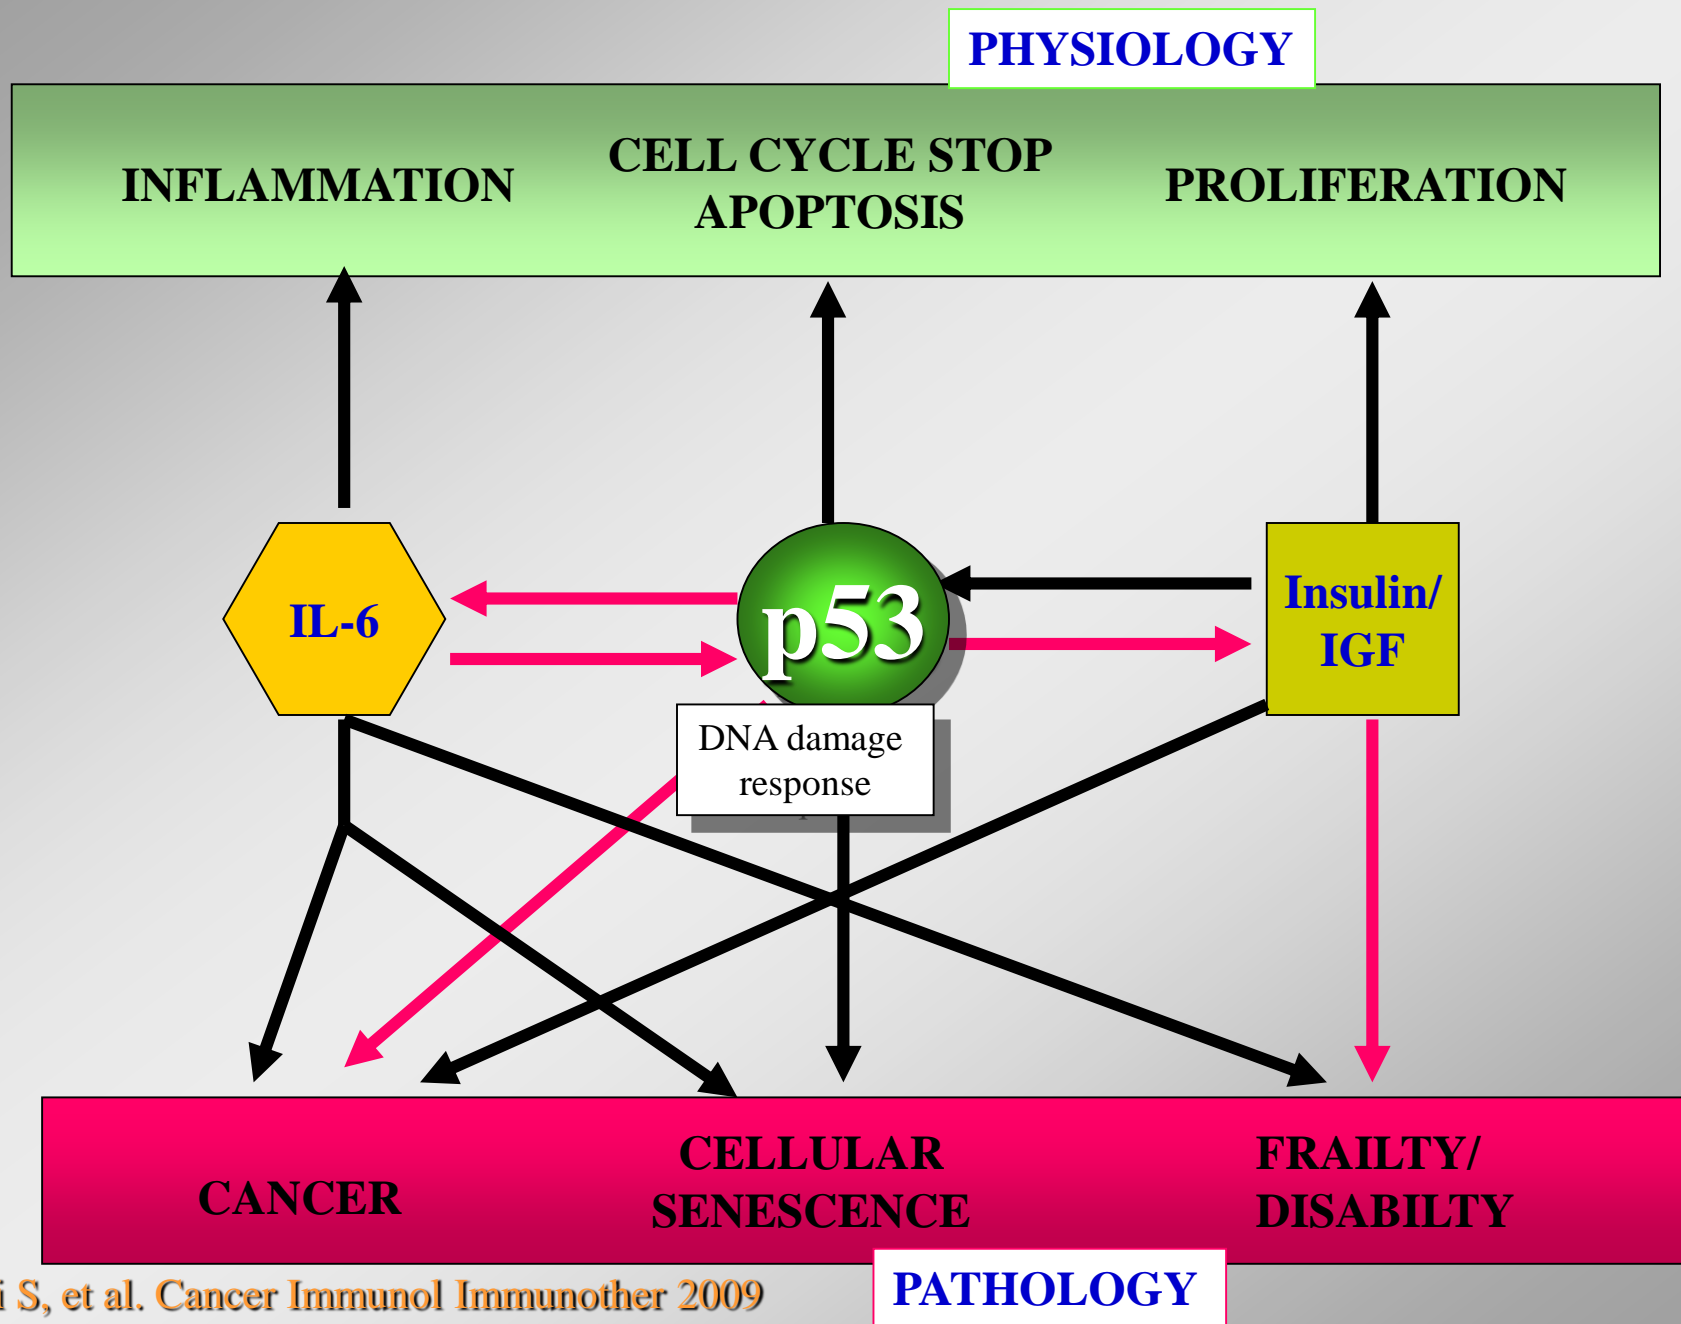 PHYSIOLOGY
INFLAMMATION
CELL CYCLE STOP
APOPTOSIS
PROLIFERATION
IL-6
p53
Insulin/
IGF
DNA damage
response
CANCER
CELLULAR
SENESCENCE
FRAILTY/
DISABILTY
i S, et al. Cancer Immunol Immunother 2009
PATHOLOGY